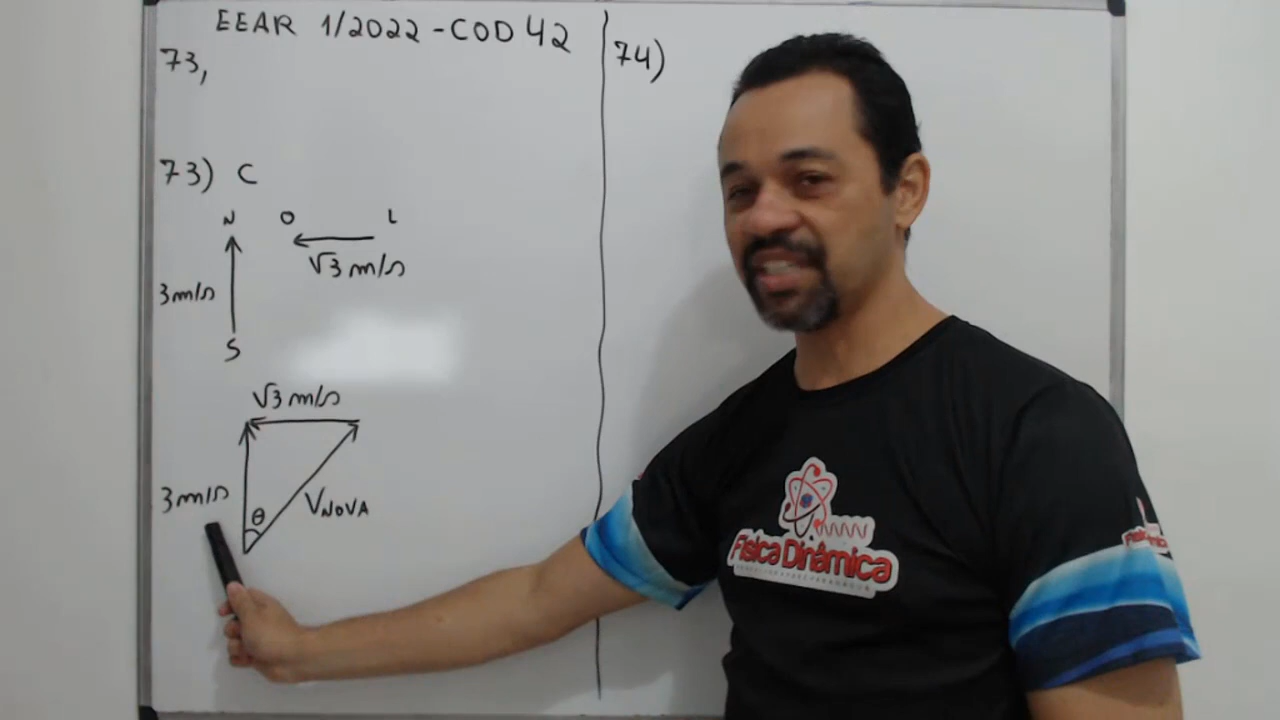 EEAR 1/2022 - COD 42
73,
73) C
N O L
√3 m/s
3 m/s
S
√3 m/s
3 m/s
θ
VNOVA
74)
Física Dinâmica